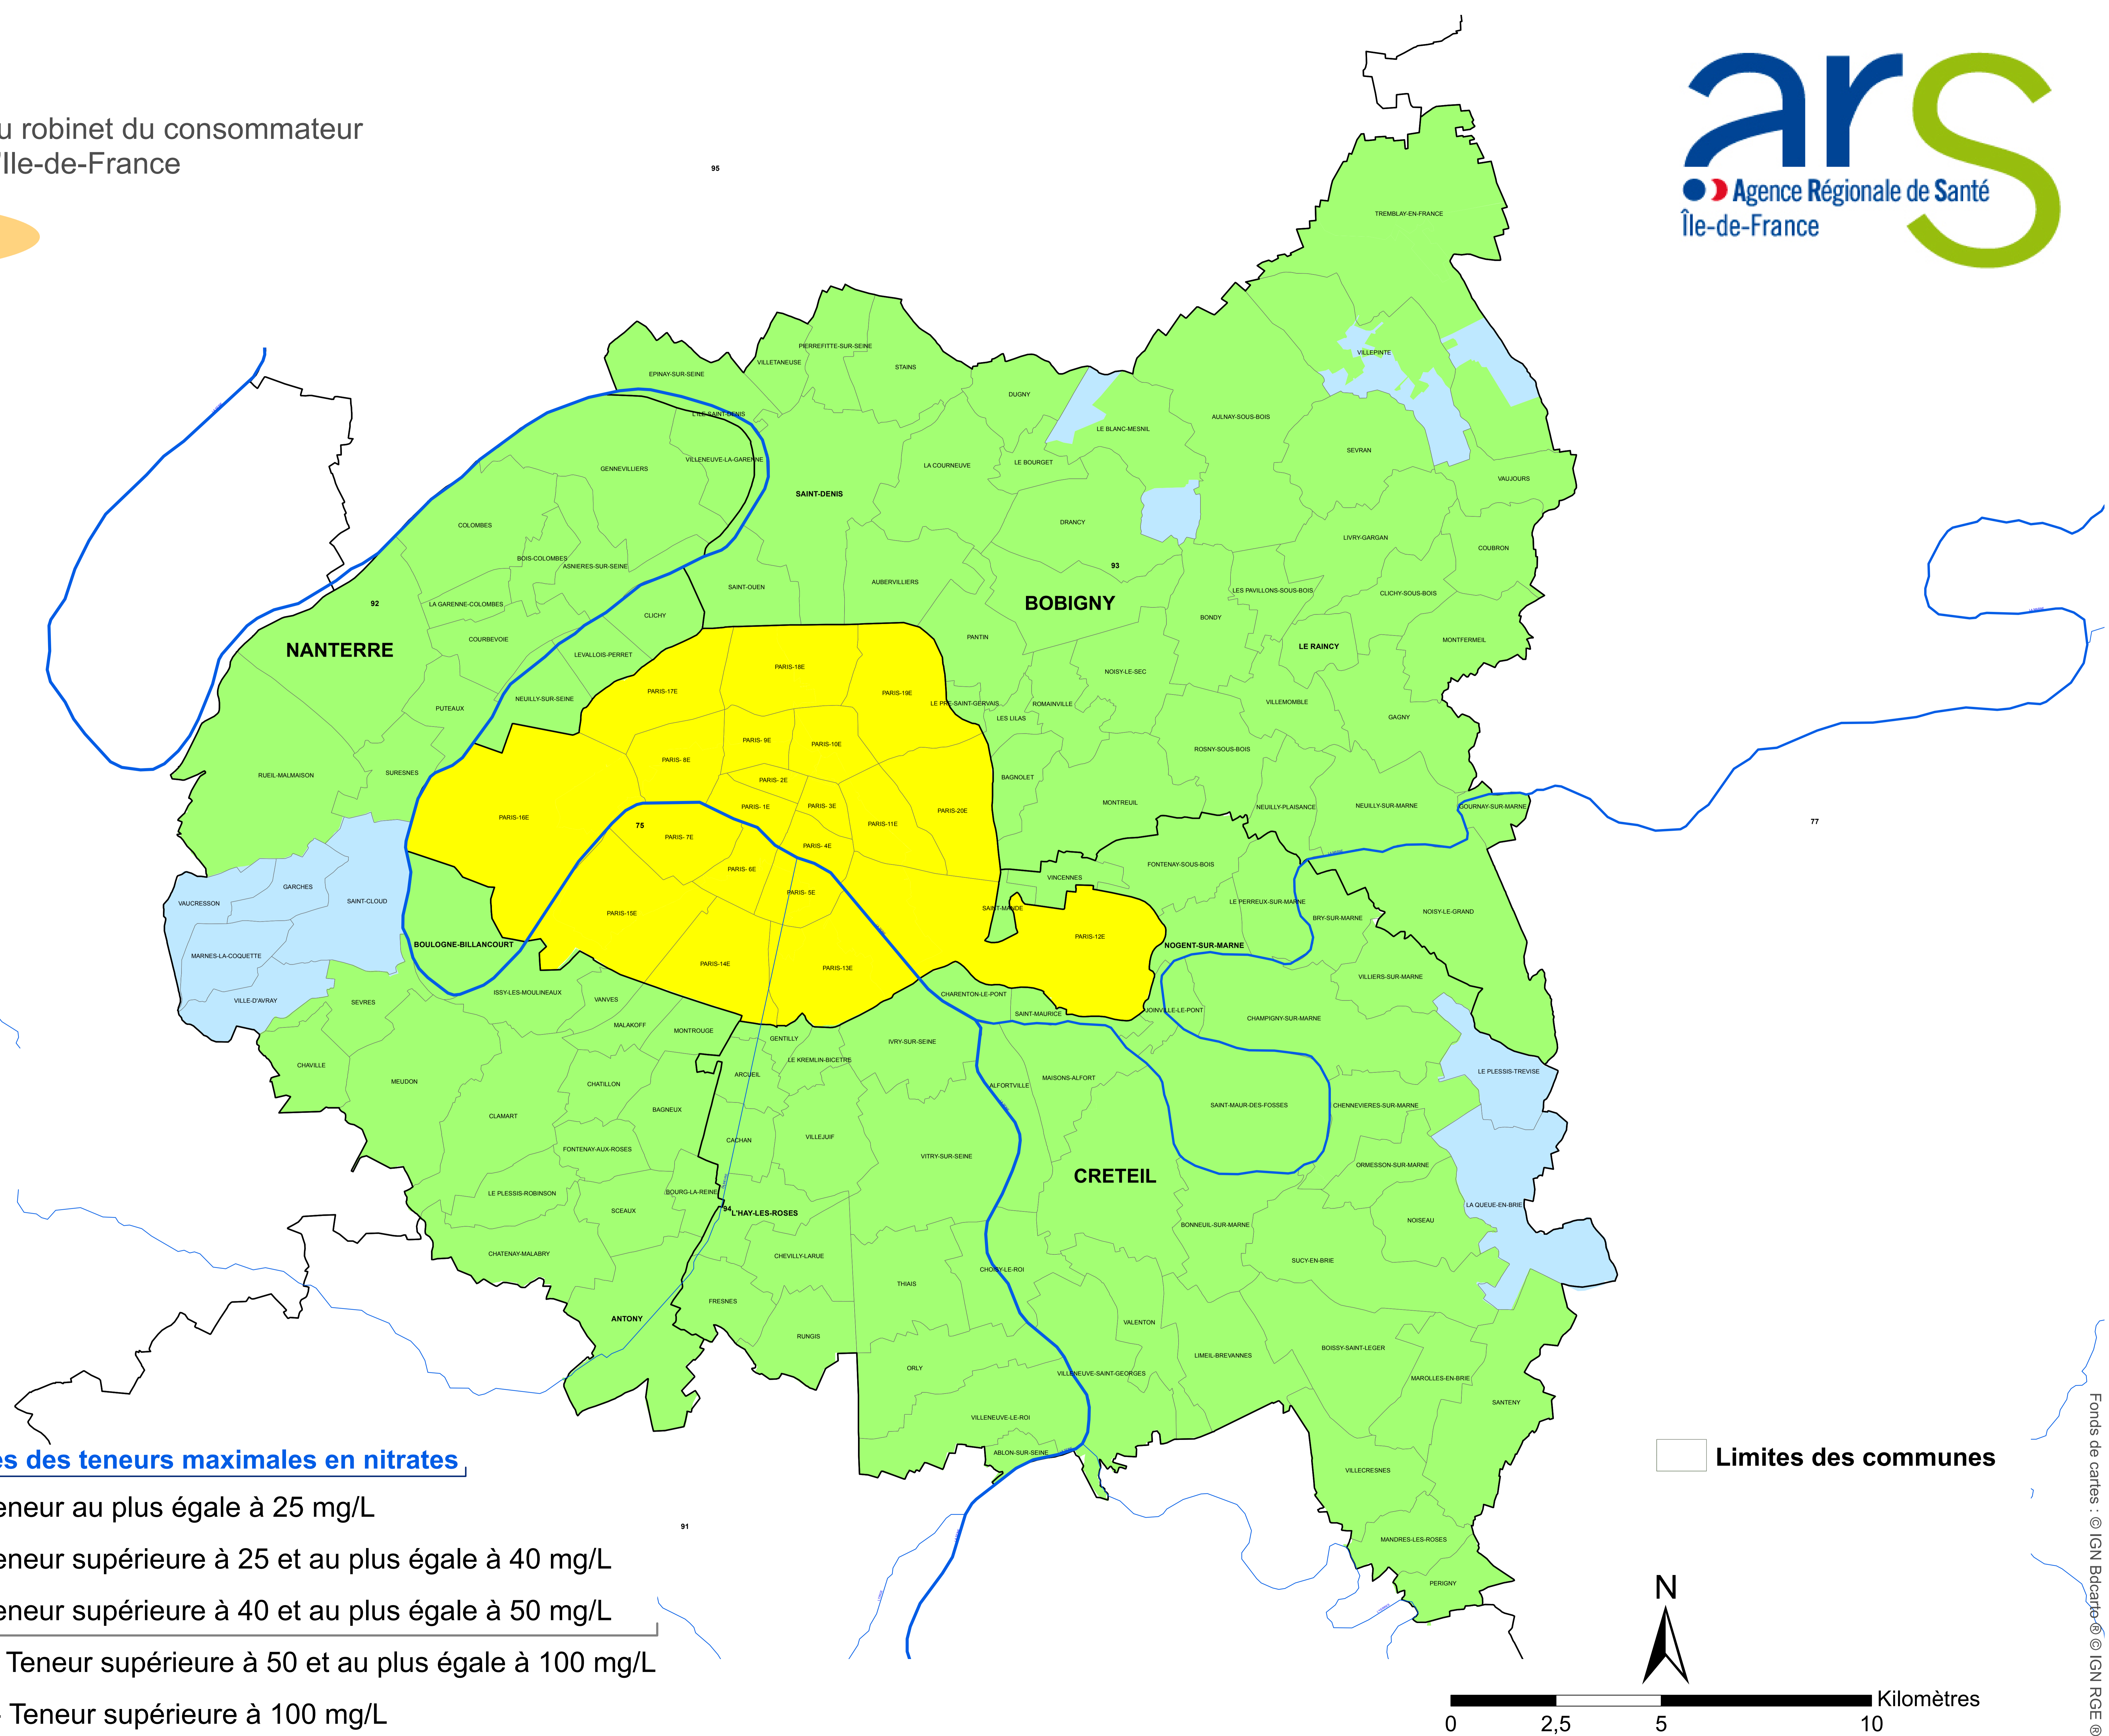 u robinet du consommateur
'Ile-de-France
ars
Agence Régionale de Santé
Île-de-France
95
TREMBLAY-EN-FRANCE
PIERREFITTE-SUR-SEINE
VILLETANEUSE
STAINS
EPINAY-SUR-SEINE
VILLEPINTE
DUGNY
L'ILE-SAINT-DENIS
AULNAY-SOUS-BOIS
LE BLANC-MESNIL
SEVRAN
VILLENEUVE-LA-GARENNE
GENNEVILLIERS
LA COURNEUVE
LE BOURGET
VAUJOURS
SAINT-DENIS
COLOMBES
DRANCY
LIVRY-GARGAN
COUBRON
BOIS-COLOMBES
ASNIERES-SUR-SEINE
93
SAINT-OUEN
AUBERVILLIERS
LES PAVILLONS-SOUS-BOIS
CLICHY-SOUS-BOIS
92
LA GARENNE-COLOMBES
BOBIGNY
CLICHY
BONDY
COURBEVOIE
PANTIN
MONTFERMEIL
NANTERRE
LE RAINCY
LEVALLOIS-PERRET
PARIS-18E
NOISY-LE-SEC
PARIS-17E
PARIS-19E
NEUILLY-SUR-SEINE
LE PRE-SAINT-GERVAIS
ROMAINVILLE
VILLEMOMBLE
PUTEAUX
LES LILAS
GAGNY
PARIS- 9E
PARIS-10E
ROSNY-SOUS-BOIS
PARIS- 8E
RUEIL-MALMAISON
SURESNES
PARIS- 2E
BAGNOLET
PARIS- 1E
PARIS- 3E
PARIS-20E
MONTREUIL
NEUILLY-PLAISANCE
NEUILLY-SUR-MARNE
GOURNAY-SUR-MARNE
PARIS-16E
75
PARIS-11E
77
PARIS- 7E
PARIS- 4E
FONTENAY-SOUS-BOIS
PARIS- 6E
VINCENNES
GARCHES
PARIS- 5E
VAUCRESSON
SAINT-CLOUD
LE PERREUX-SUR-MARNE
PARIS-15E
SAINT-MANDE
NOISY-LE-GRAND
BRY-SUR-MARNE
PARIS-12E
BOULOGNE-BILLANCOURT
NOGENT-SUR-MARNE
MARNES-LA-COQUETTE
PARIS-14E
PARIS-13E
VILLIERS-SUR-MARNE
ISSY-LES-MOULINEAUX
CHARENTON-LE-PONT
VILLE-D'AVRAY
SEVRES
VANVES
SAINT-MAURICE
JOINVILLE-LE-PONT
CHAMPIGNY-SUR-MARNE
MALAKOFF
MONTROUGE
GENTILLY
IVRY-SUR-SEINE
LE KREMLIN-BICETRE
CHAVILLE
LE PLESSIS-TREVISE
ARCUEIL
MAISONS-ALFORT
MEUDON
CHATILLON
ALFORTVILLE
BAGNEUX
SAINT-MAUR-DES-FOSSES
CHENNEVIERES-SUR-MARNE
CLAMART
CACHAN
VILLEJUIF
FONTENAY-AUX-ROSES
VITRY-SUR-SEINE
ORMESSON-SUR-MARNE
CRETEIL
LE PLESSIS-ROBINSON
BOURG-LA-REINE
LA QUEUE-EN-BRIE
SCEAUX
94
L'HAY-LES-ROSES
NOISEAU
BONNEUIL-SUR-MARNE
CHATENAY-MALABRY
CHEVILLY-LARUE
SUCY-EN-BRIE
CHOISY-LE-ROI
THIAIS
FRESNES
ANTONY
VALENTON
RUNGIS
BOISSY-SAINT-LEGER
LIMEIL-BREVANNES
ORLY
VILLENEUVE-SAINT-GEORGES
MAROLLES-EN-BRIE
SANTENY
VILLENEUVE-LE-ROI
ABLON-SUR-SEINE
VILLECRESNES
91
MANDRES-LES-ROSES
PERIGNY
es des teneurs maximales en nitrates
eneur au plus égale à 25 mg/L
eneur supérieure à 25 et au plus égale à 40 mg/L
eneur supérieure à 40 et au plus égale à 50 mg/L
Teneur supérieure à 50 et au plus égale à 100 mg/L
- Teneur supérieure à 100 mg/L
Limites des communes
N
Kilomètres
0 2,5 5 10
Fonds de cartes : © IGN Bdcarto ® © IGN RGE ®